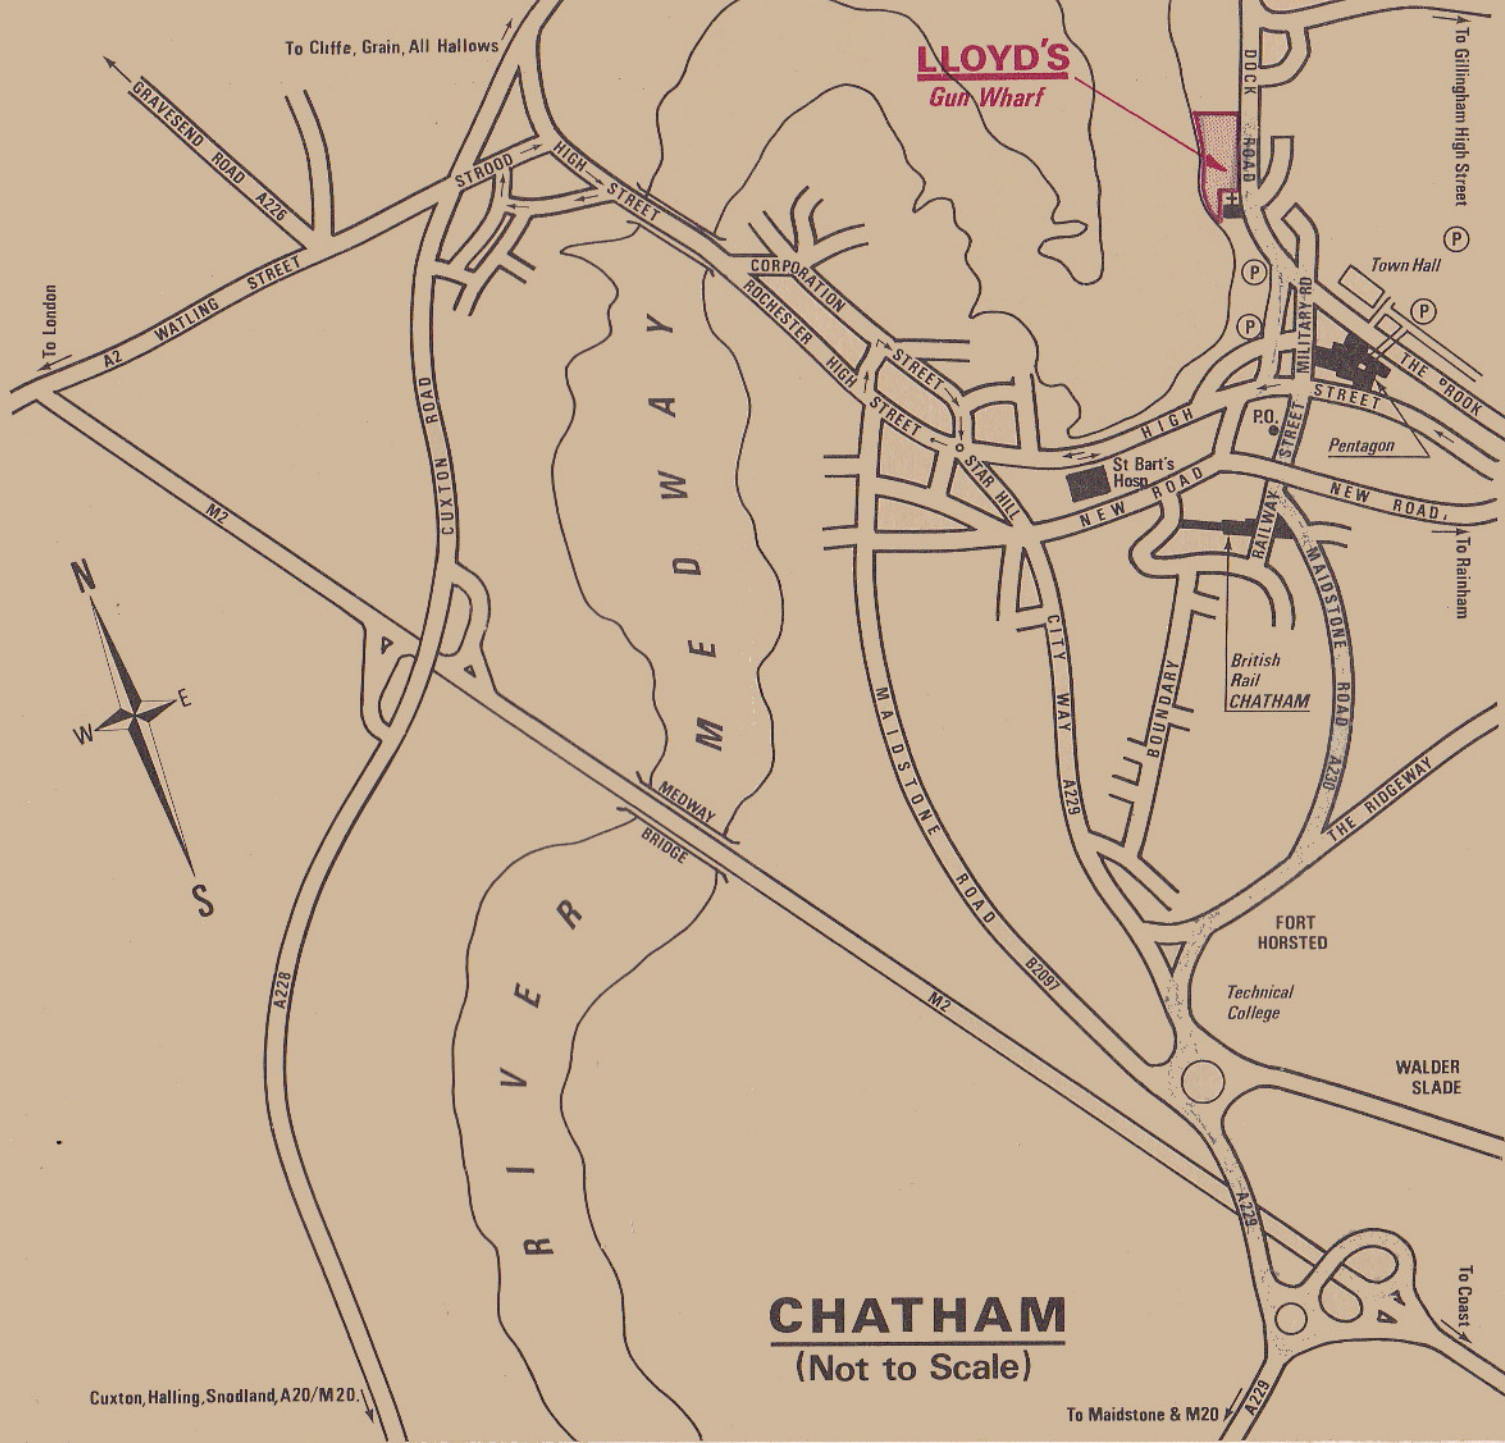 To Cliffe, Grain, All Hallows
LLOYD'S
Gun Wharf
DOCK
ROAD
To Gillingham High Street
GRAVESEND ROAD A226
STROOD
HIGH
STREET
P
Town Hall
To London
A2 WATLING STREET
CORPORATION
STREET
ROCHESTER HIGH
STREET
P
P
P
MILITARY RD
THE BROOK
HIGH
STREET
P.O.
STREET
Pentagon
CUXTON ROAD
STAR HILL
St Bart's
Hosp
NEW ROAD
NEW ROAD
RAILWAY
To Rainham
M2
N
W
E
S
MEDWAY
RIVER
MAIDSTONE ROAD A230
CITY WAY A229
BOUNDARY
British
Rail
CHATHAM
THE RIDGEWAY
MEDWAY
BRIDGE
MAIDSTONE ROAD B2097
FORT
HORSTED
Technical
College
A228
M2
WALDER
SLADE
A229
To Coast
CHATHAM
(Not to Scale)
Cuxton, Halling, Snodland, A20/M20.
To Maidstone & M20
A229